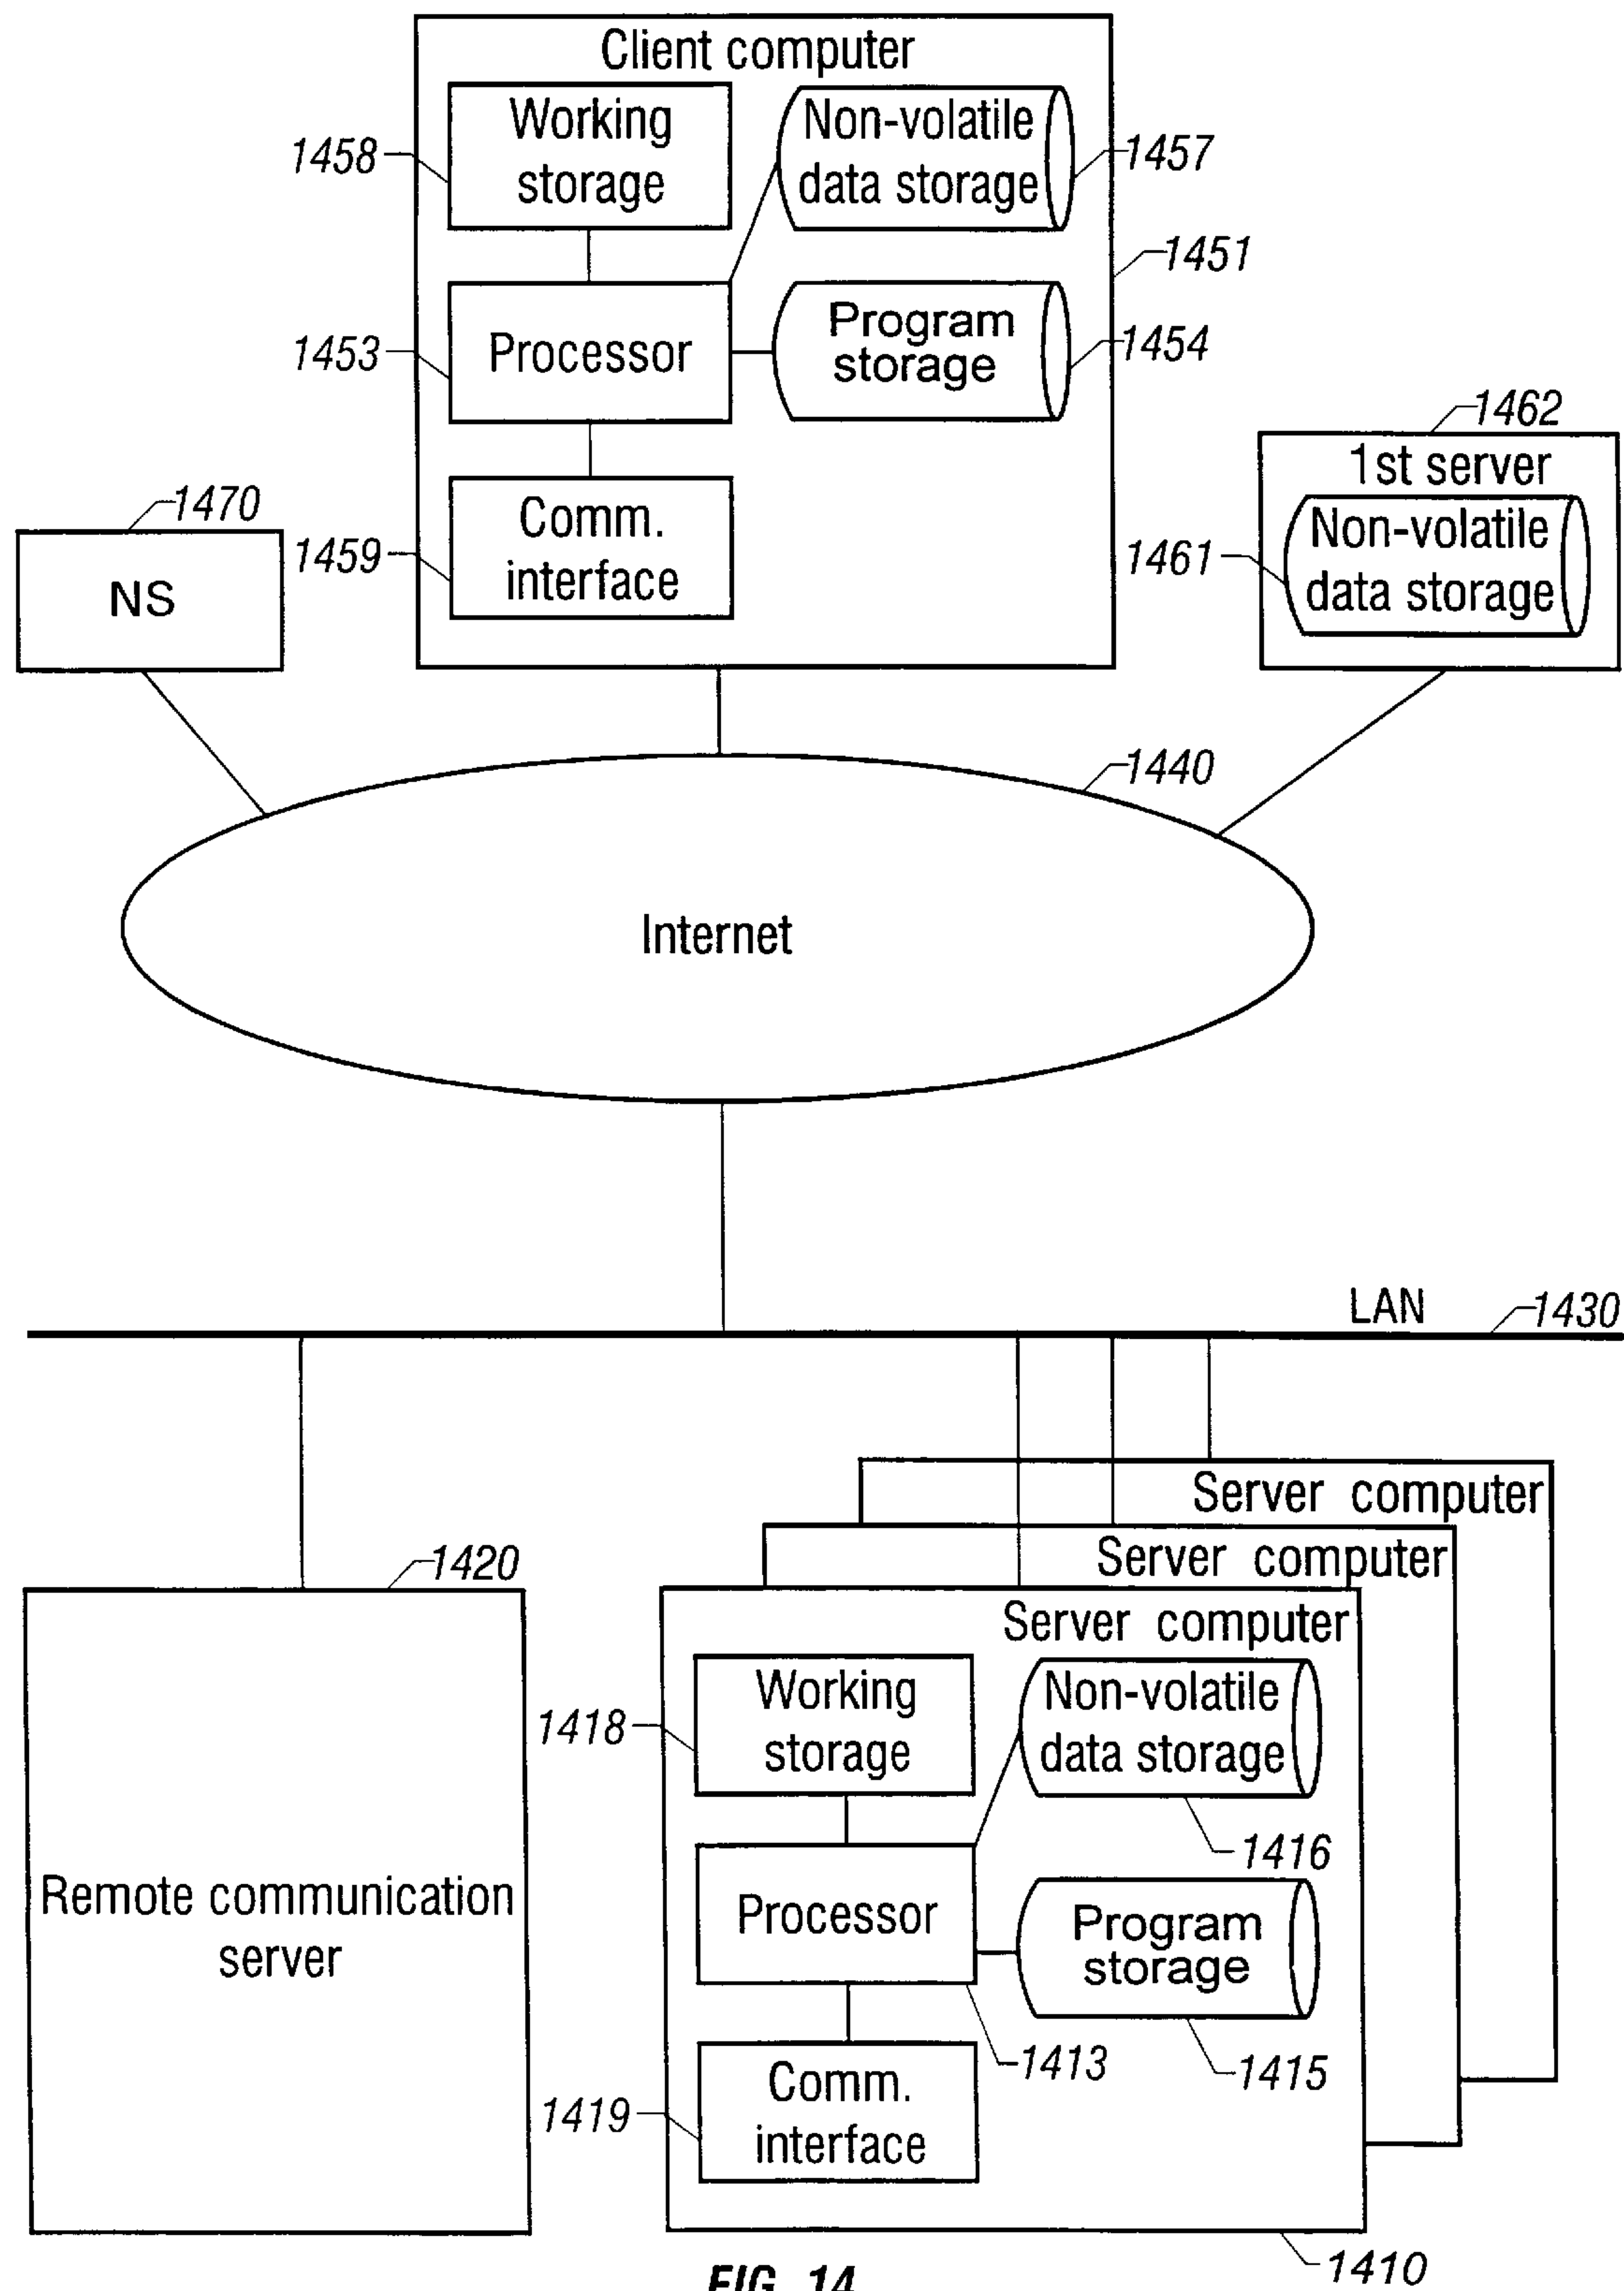 Client computer
Working
storage
1458
Non-volatile
data storage
1457
1451
Processor
1453
Program
storage
1454
1462
1st server
Non-volatile
data storage
1461
1470
NS
Comm.
interface
1459
1440
Internet
LAN
1430
Server computer
Server computer
Server computer
1420
Remote communication
server
Working
storage
1418
Non-volatile
data storage
1416
Processor
Program
storage
1413
1415
Comm.
interface
1419
1410
FIG. 14